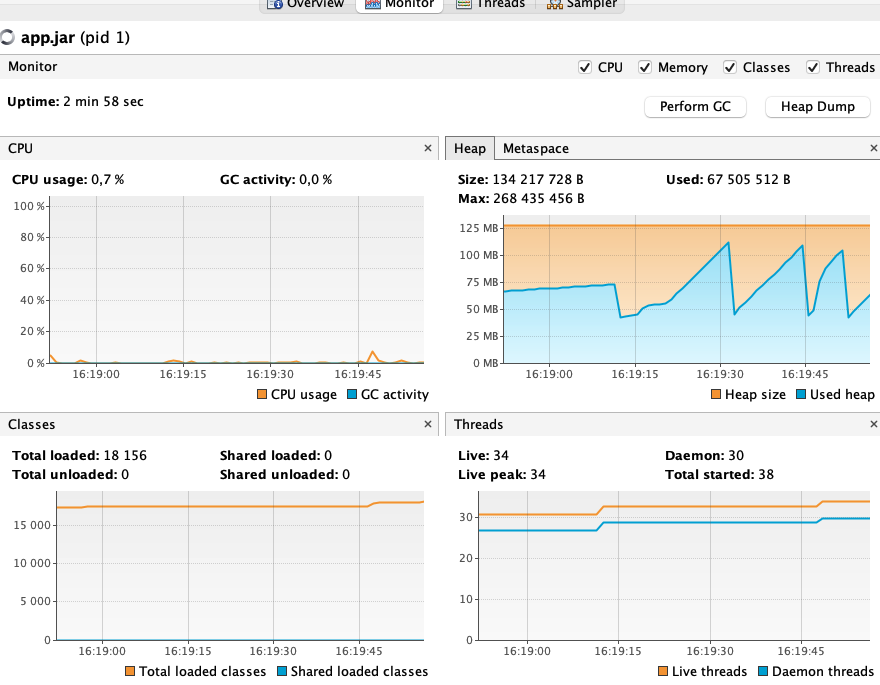 Overview Monitor Threads Sampler
app.jar (pid 1)
Monitor CPU Memory Classes Threads
Uptime: 2 min 58 sec
Perform GC Heap Dump
CPU ×
CPU usage: 0,7 % GC activity: 0,0 %
100 %
80 %
60 %
40 %
20 %
0 %
16:19:00 16:19:15 16:19:30 16:19:45
CPU usage GC activity
Heap Metaspace ×
Size: 134 217 728 B Used: 67 505 512 B
Max: 268 435 456 B
125 MB
100 MB
75 MB
50 MB
25 MB
0 MB
16:19:00 16:19:15 16:19:30 16:19:45
Heap size Used heap
Classes ×
Total loaded: 18 156 Shared loaded: 0
Total unloaded: 0 Shared unloaded: 0
15 000
10 000
5 000
0
16:19:00 16:19:15 16:19:30 16:19:45
Total loaded classes Shared loaded classes
Threads ×
Live: 34 Daemon: 30
Live peak: 34 Total started: 38
30
20
10
0
16:19:00 16:19:15 16:19:30 16:19:45
Live threads Daemon threads